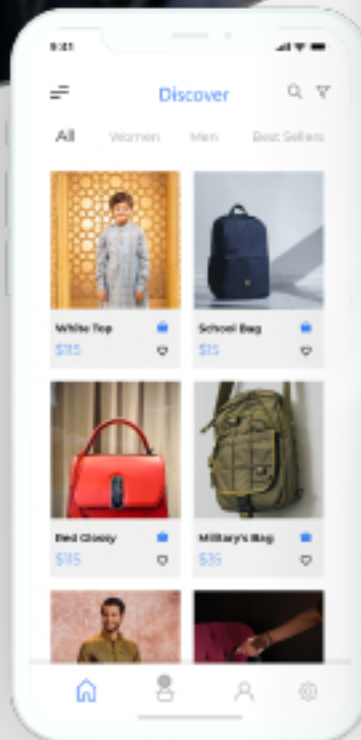 9:41
Discover
All Women Men Best Sellers
White Top School Bag
$115 $15
Red Glossy Military's Bag
$115 $35